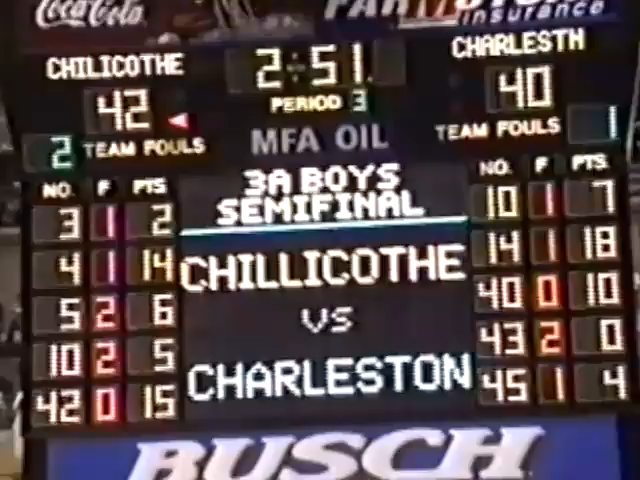 Coca-Cola
insurance
CHILICOTHE 2:51 CHARLESTN
42 PERIOD 3 40
2 TEAM FOULS MFA OIL TEAM FOULS 1
NO. F PTS
3 1 2
4 1 14
5 2 6
10 2 5
42 0 15
3A BOYS
SEMIFINAL
CHILLICOTHE
VS
CHARLESTON
NO. F PTS.
10 1 7
14 1 18
40 0 10
43 2 0
45 1 4
BUSCH